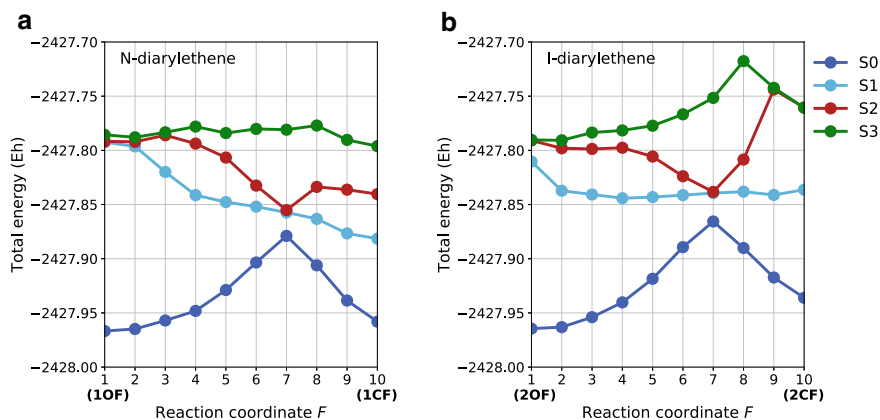 a
b
N-diarylethene
I-diarylethene
S0
S1
S2
S3
Total energy (Eh)
−2427.70
−2427.75
−2427.80
−2427.85
−2427.90
−2427.95
−2428.00
1 2 3 4 5 6 7 8 9 10
(1OF) (1CF)
Reaction coordinate F
Total energy (Eh)
−2427.70
−2427.75
−2427.80
−2427.85
−2427.90
−2427.95
−2428.00
1 2 3 4 5 6 7 8 9 10
(2OF) (2CF)
Reaction coordinate F